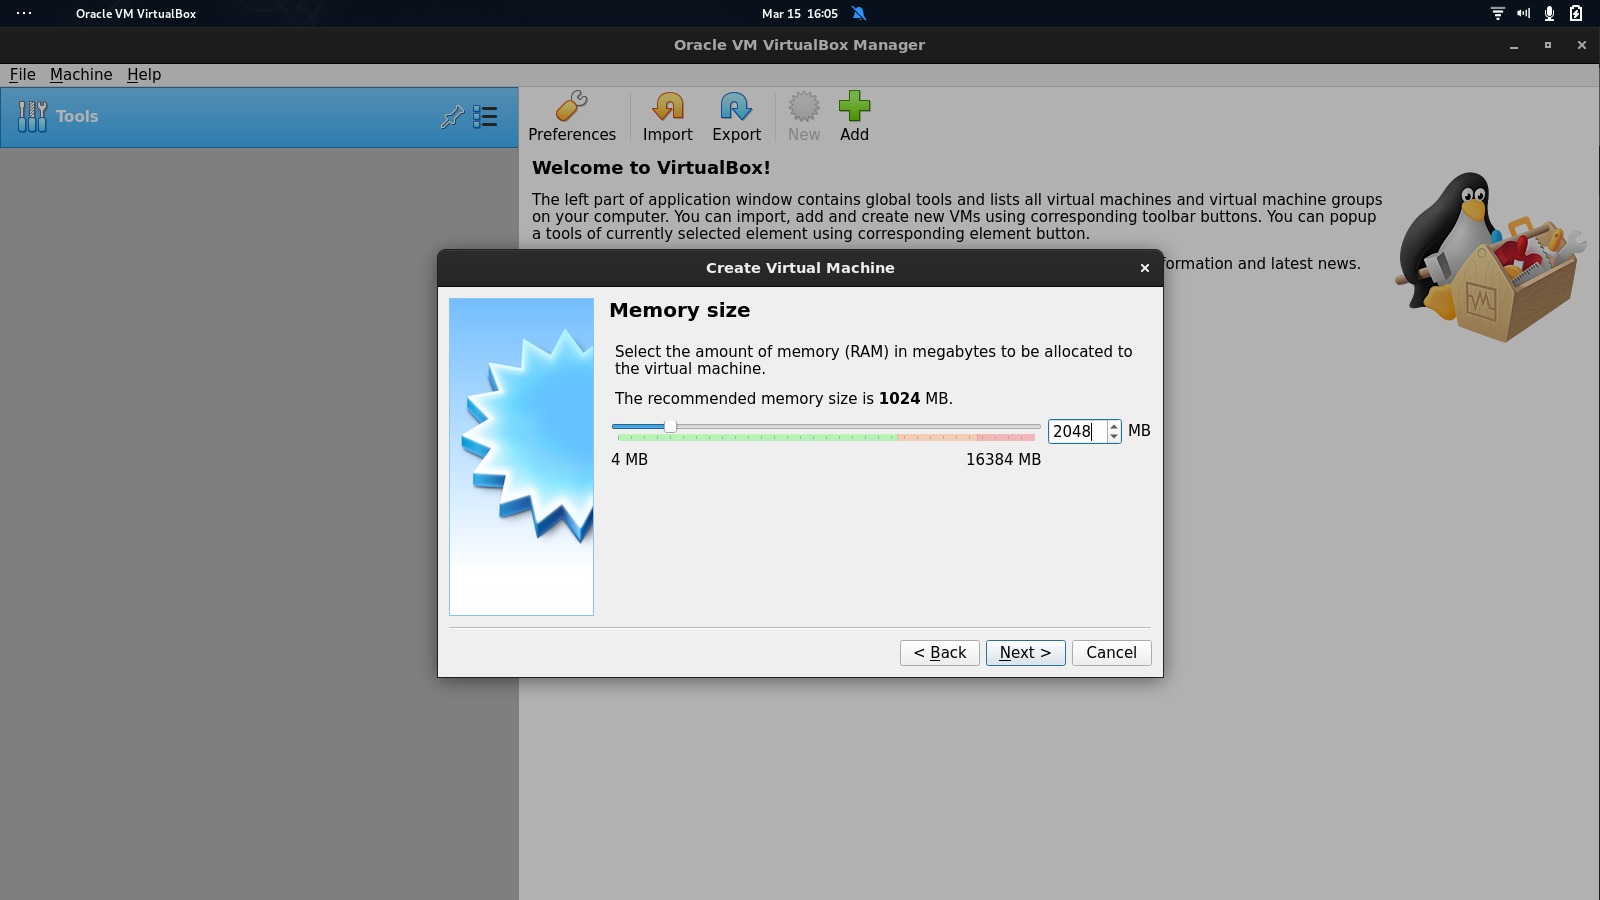 Oracle VM VirtualBox
Mar 15 16:05
Oracle VM VirtualBox Manager
File Machine Help
Tools
Preferences Import Export New Add
Welcome to VirtualBox!
The left part of application window contains global tools and lists all virtual machines and virtual machine groups
on your computer. You can import, add and create new VMs using corresponding toolbar buttons. You can popup
a tools of currently selected element using corresponding element button.
formation and latest news.
Create Virtual Machine
Memory size
Select the amount of memory (RAM) in megabytes to be allocated to
the virtual machine.
The recommended memory size is 1024 MB.
2048 MB
4 MB 16384 MB
< Back Next > Cancel